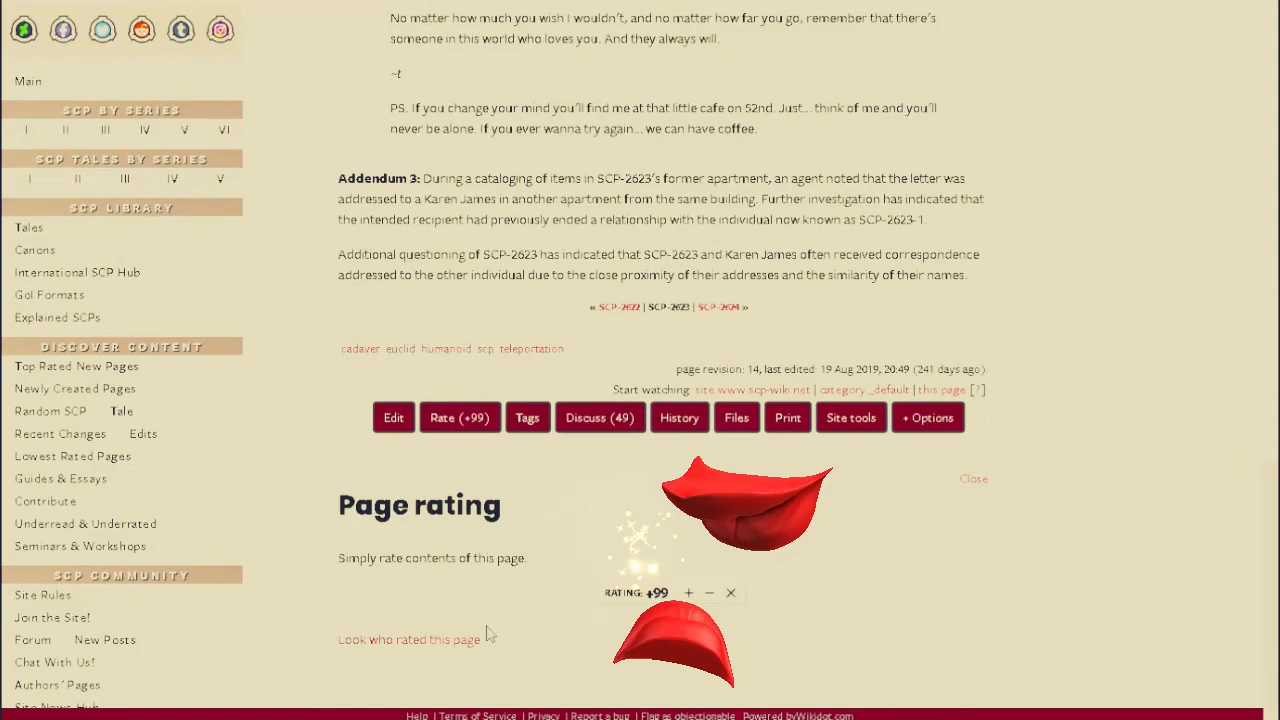 Main
SCP BY SERIES
I II III IV V VI
SCP TALES BY SERIES
I II III IV V
SCP LIBRARY
Tales
Canons
International SCP Hub
GoI Formats
Explained SCPs
DISCOVER CONTENT
Top Rated New Pages
Newly Created Pages
Random SCP Tale
Recent Changes Edits
Lowest Rated Pages
Guides & Essays
Contribute
Underread & Underrated
Seminars & Workshops
SCP COMMUNITY
Site Rules
Join the Site!
Forum New Posts
Chat With Us!
Authors' Pages
Site News Hub
No matter how much you wish I wouldn't, and no matter how far you go, remember that there's
someone in this world who loves you. And they always will.
~t
PS. If you change your mind you'll find me at that little cafe on 52nd. Just... think of me and you'll
never be alone. If you ever wanna try again... we can have coffee.
Addendum 3: During a cataloging of items in SCP-2623's former apartment, an agent noted that the letter was
addressed to a Karen James in another apartment from the same building. Further investigation has indicated that
the intended recipient had previously ended a relationship with the individual now known as SCP-2623-1.
Additional questioning of SCP-2623 has indicated that SCP-2623 and Karen James often received correspondence
addressed to the other individual due to the close proximity of their addresses and the similarity of their names.
« SCP-2622 | SCP-2623 | SCP-2624 »
cadaver euclid humanoid scp teleportation
page revision: 14, last edited: 19 Aug 2019, 20:49 (241 days ago)
Start watching: site www.scp-wiki.net | category _default | this page [?]
Edit Rate (+99) Tags Discuss (49) History Files Print Site tools + Options
Close
Page rating
Simply rate contents of this page.
RATING: +99 + − ×
Look who rated this page
Help | Terms of Service | Privacy | Report a bug | Flag as objectionable Powered by Wikidot.com